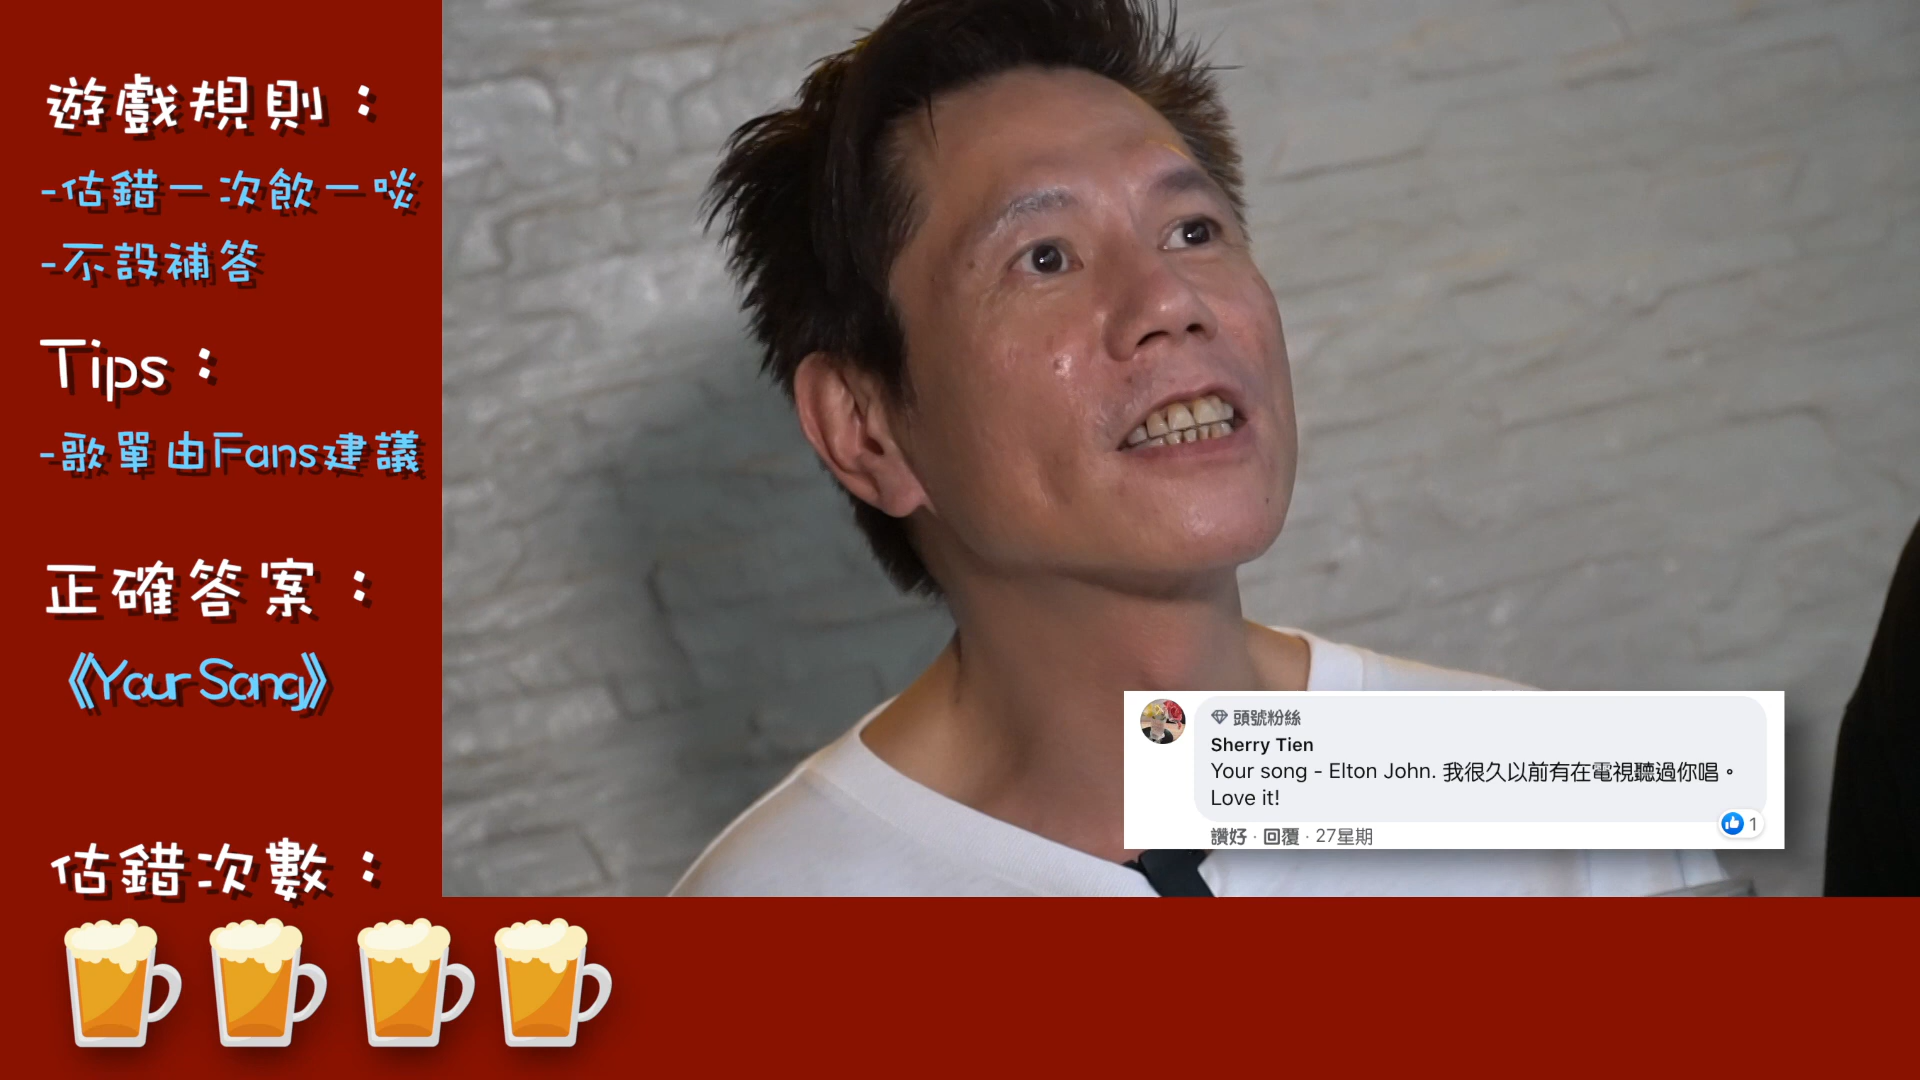 遊戲規則：
-估錯一次飲一啖
-不設補答
Tips：
-歌單由Fans建議
正確答案：
《Your Song》
估錯次數：
頭號粉絲
Sherry Tien
Your song - Elton John. 我很久以前有在電視聽過你唱。
Love it!
1
讚好 · 回覆 · 27星期